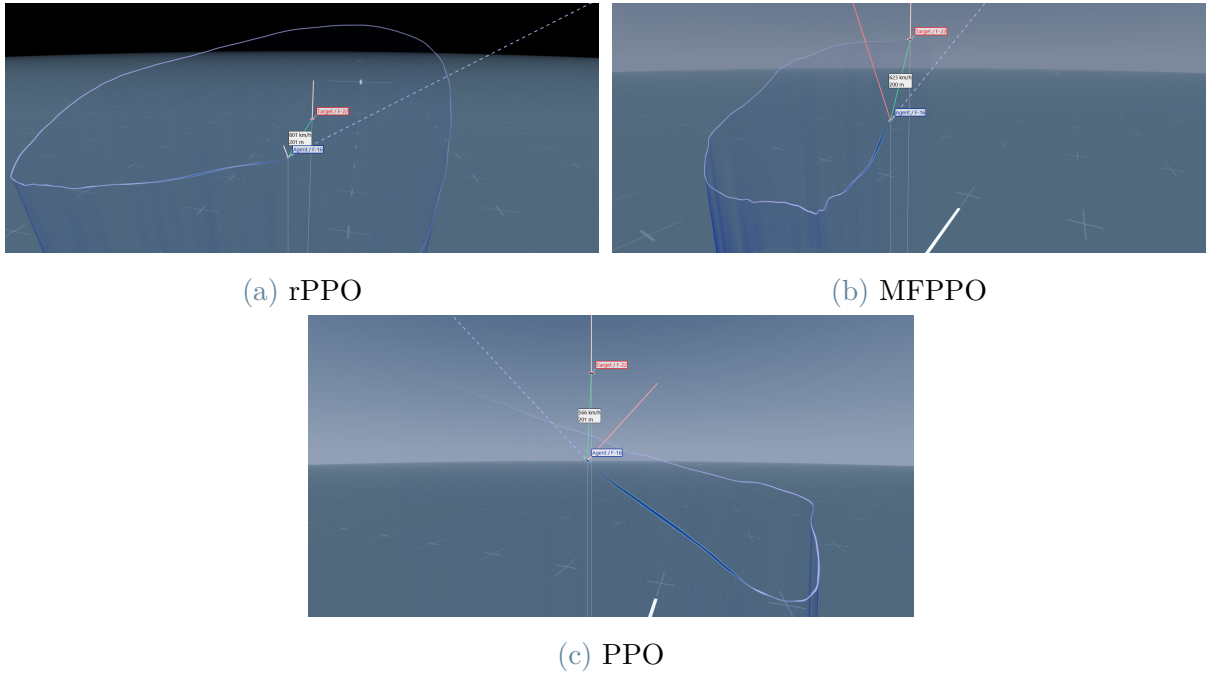 Target / F-22
801 km/h
201 m
Agent / F-16
Target / F-22
623 km/h
200 m
Agent / F-16
(a) rPPO
(b) MFPPO
Target / F-22
566 km/h
201 m
Agent / F-16
(c) PPO